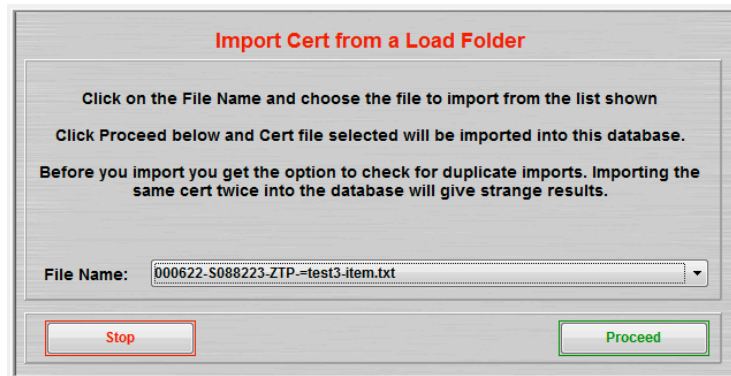 Import Cert from a Load Folder
Click on the File Name and choose the file to import from the list shown
Click Proceed below and Cert file selected will be imported into this database.
Before you import you get the option to check for duplicate imports. Importing the
same cert twice into the database will give strange results.
File Name: 000622-S088223-ZTP-=test3-item.txt
Stop Proceed